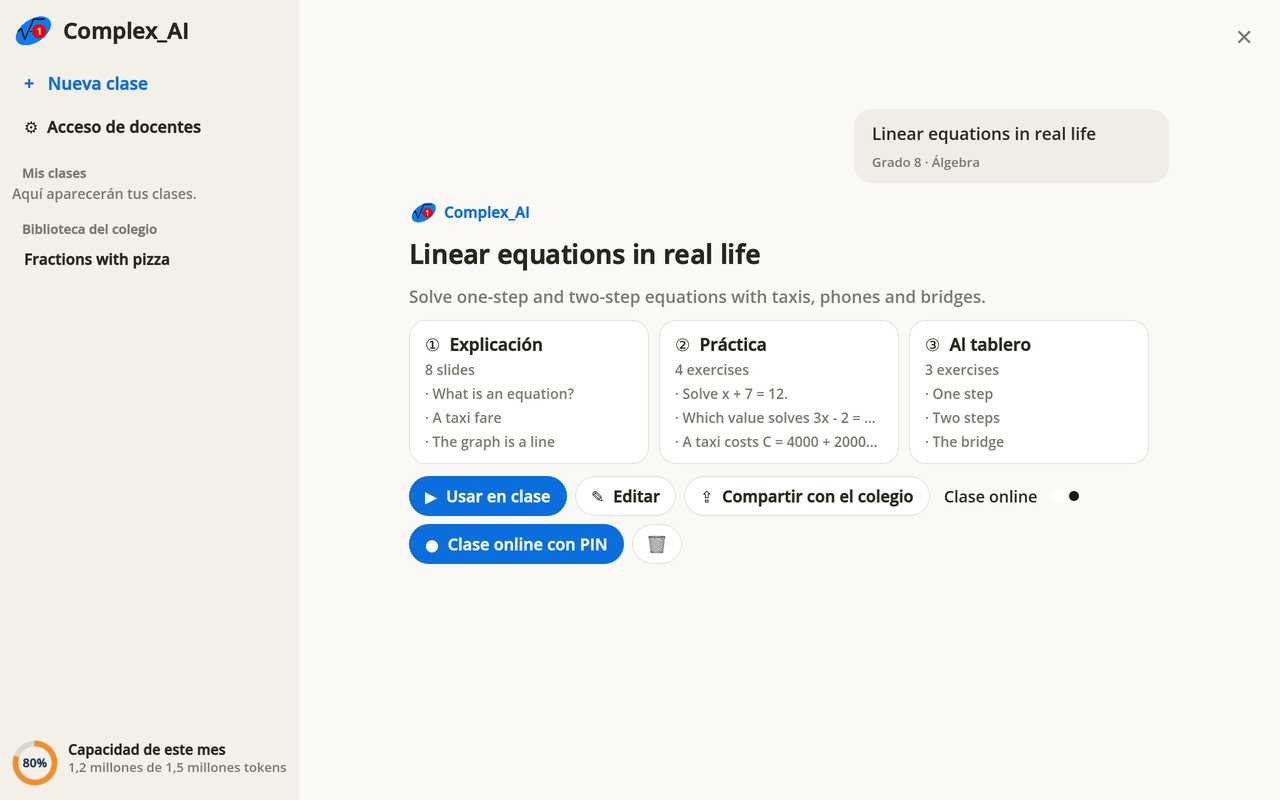 √ 1 Complex_AI
+ Nueva clase
⚙ Acceso de docentes
Mis clases
Aquí aparecerán tus clases.
Biblioteca del colegio
Fractions with pizza
80% Capacidad de este mes
1,2 millones de 1,5 millones tokens
×
Linear equations in real life
Grado 8 · Álgebra
√ 1 Complex_AI
Linear equations in real life
Solve one-step and two-step equations with taxis, phones and bridges.
① Explicación
8 slides
· What is an equation?
· A taxi fare
· The graph is a line
② Práctica
4 exercises
· Solve x + 7 = 12.
· Which value solves 3x - 2 = ...
· A taxi costs C = 4000 + 2000...
③ Al tablero
3 exercises
· One step
· Two steps
· The bridge
▶ Usar en clase
✎ Editar
⇪ Compartir con el colegio
Clase online
● Clase online con PIN